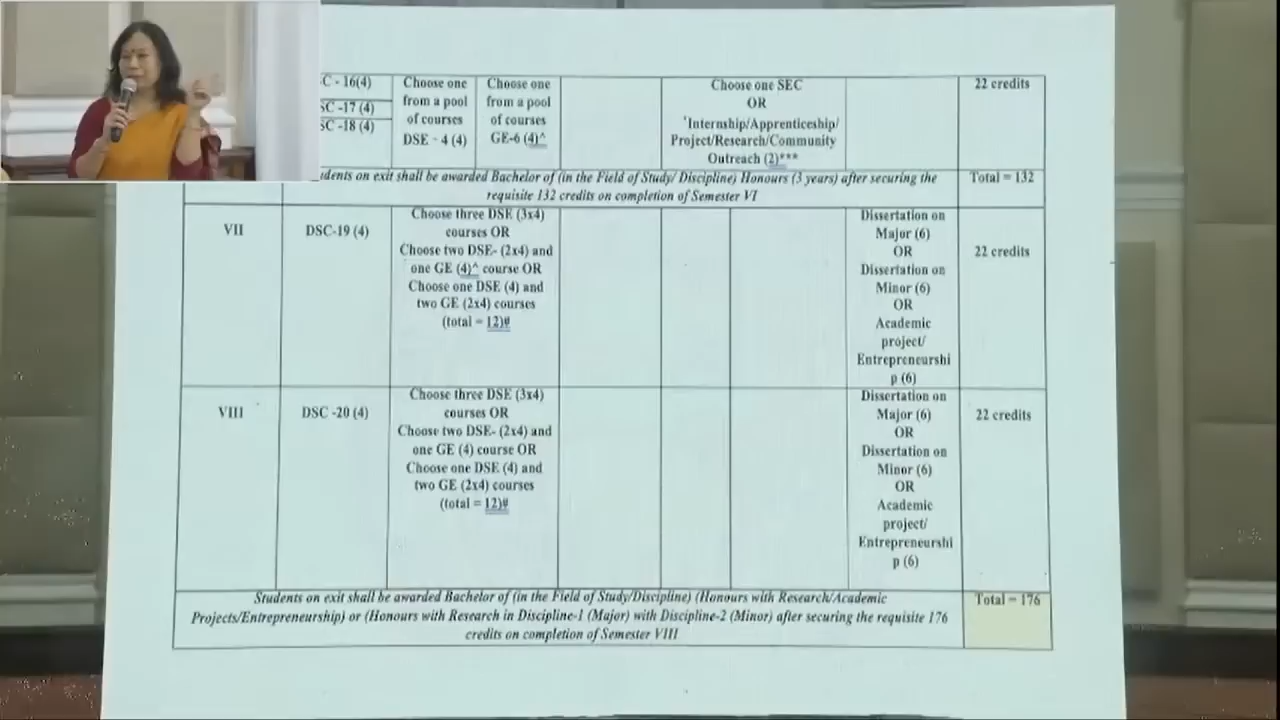 C - 16(4)
SC -17 (4)
SC -18 (4)
Choose one
from a pool
of courses
DSE - 4 (4)
Choose one
from a pool
of courses
GE-6 (4)^
Choose one SEC
OR
Internship/Apprenticeship/
Project/Research/Community
Outreach (2)***
22 credits
idents on exit shall be awarded Bachelor of (in the Field of Study/ Discipline) Honours (3 years) after securing the
requisite 132 credits on completion of Semester VI
Total = 132
VII
DSC-19 (4)
Choose three DSE (3x4)
courses OR
Choose two DSE- (2x4) and
one GE (4)^ course OR
Choose one DSE (4) and
two GE (2x4) courses
(total = 12)#
Dissertation on
Major (6)
OR
Dissertation on
Minor (6)
OR
Academic
project/
Entrepreneurshi
p (6)
22 credits
VIII
DSC -20 (4)
Choose three DSE (3x4)
courses OR
Choose two DSE- (2x4) and
one GE (4) course OR
Choose one DSE (4) and
two GE (2x4) courses
(total = 12)#
Dissertation on
Major (6)
OR
Dissertation on
Minor (6)
OR
Academic
project/
Entrepreneurshi
p (6)
22 credits
Students on exit shall be awarded Bachelor of (in the Field of Study/Discipline) (Honours with Research/Academic
Projects/Entrepreneurship) or (Honours with Research in Discipline-1 (Major) with Discipline-2 (Minor) after securing the requisite 176
credits on completion of Semester VIII
Total = 176